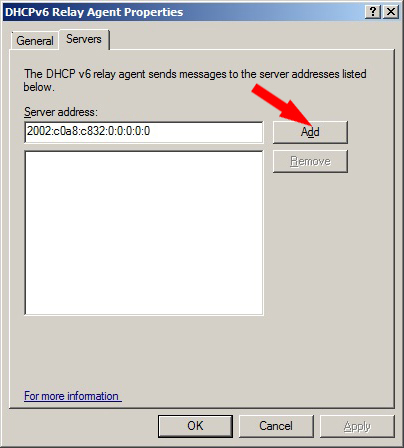 DHCPv6 Relay Agent Properties
General
Servers
The DHCP v6 relay agent sends messages to the server addresses listed
below.
Server address:
2002:c0a8:c832:0:0:0:0:0
Add
Remove
For more information
OK
Cancel
Apply